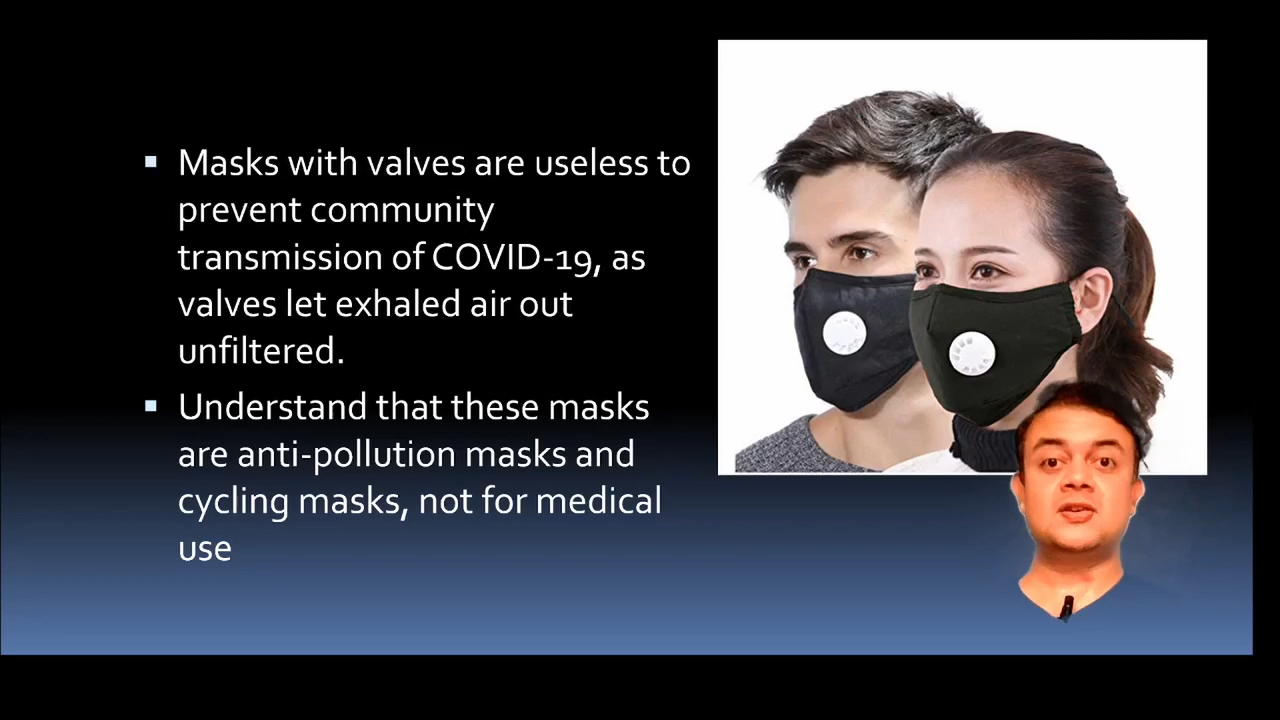 Masks with valves are useless to
prevent community
transmission of COVID-19, as
valves let exhaled air out
unfiltered.
Understand that these masks
are anti-pollution masks and
cycling masks, not for medical
use